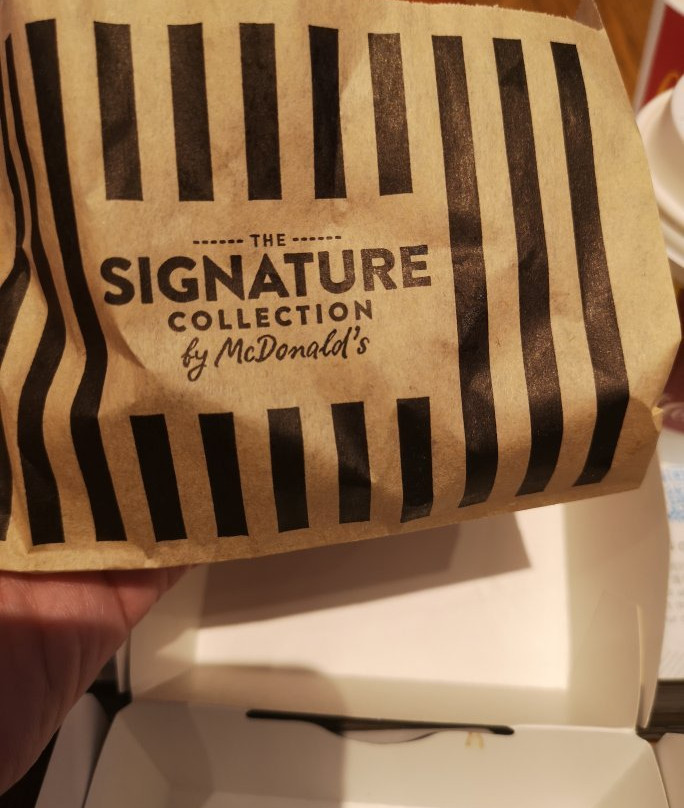 THE
SIGNATURE
COLLECTION
by McDonald's